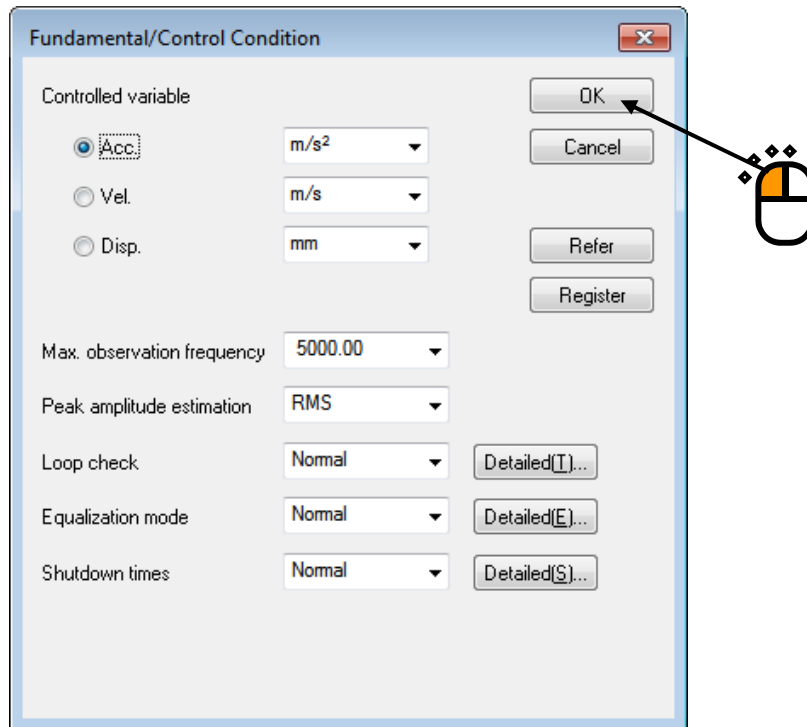 Fundamental/Control Condition
Controlled variable
OK
Acc. m/s²
Cancel
Vel. m/s
Disp. mm
Refer
Register
Max. observation frequency 5000.00
Peak amplitude estimation RMS
Loop check Normal Detailed(T)...
Equalization mode Normal Detailed(E)...
Shutdown times Normal Detailed(S)...